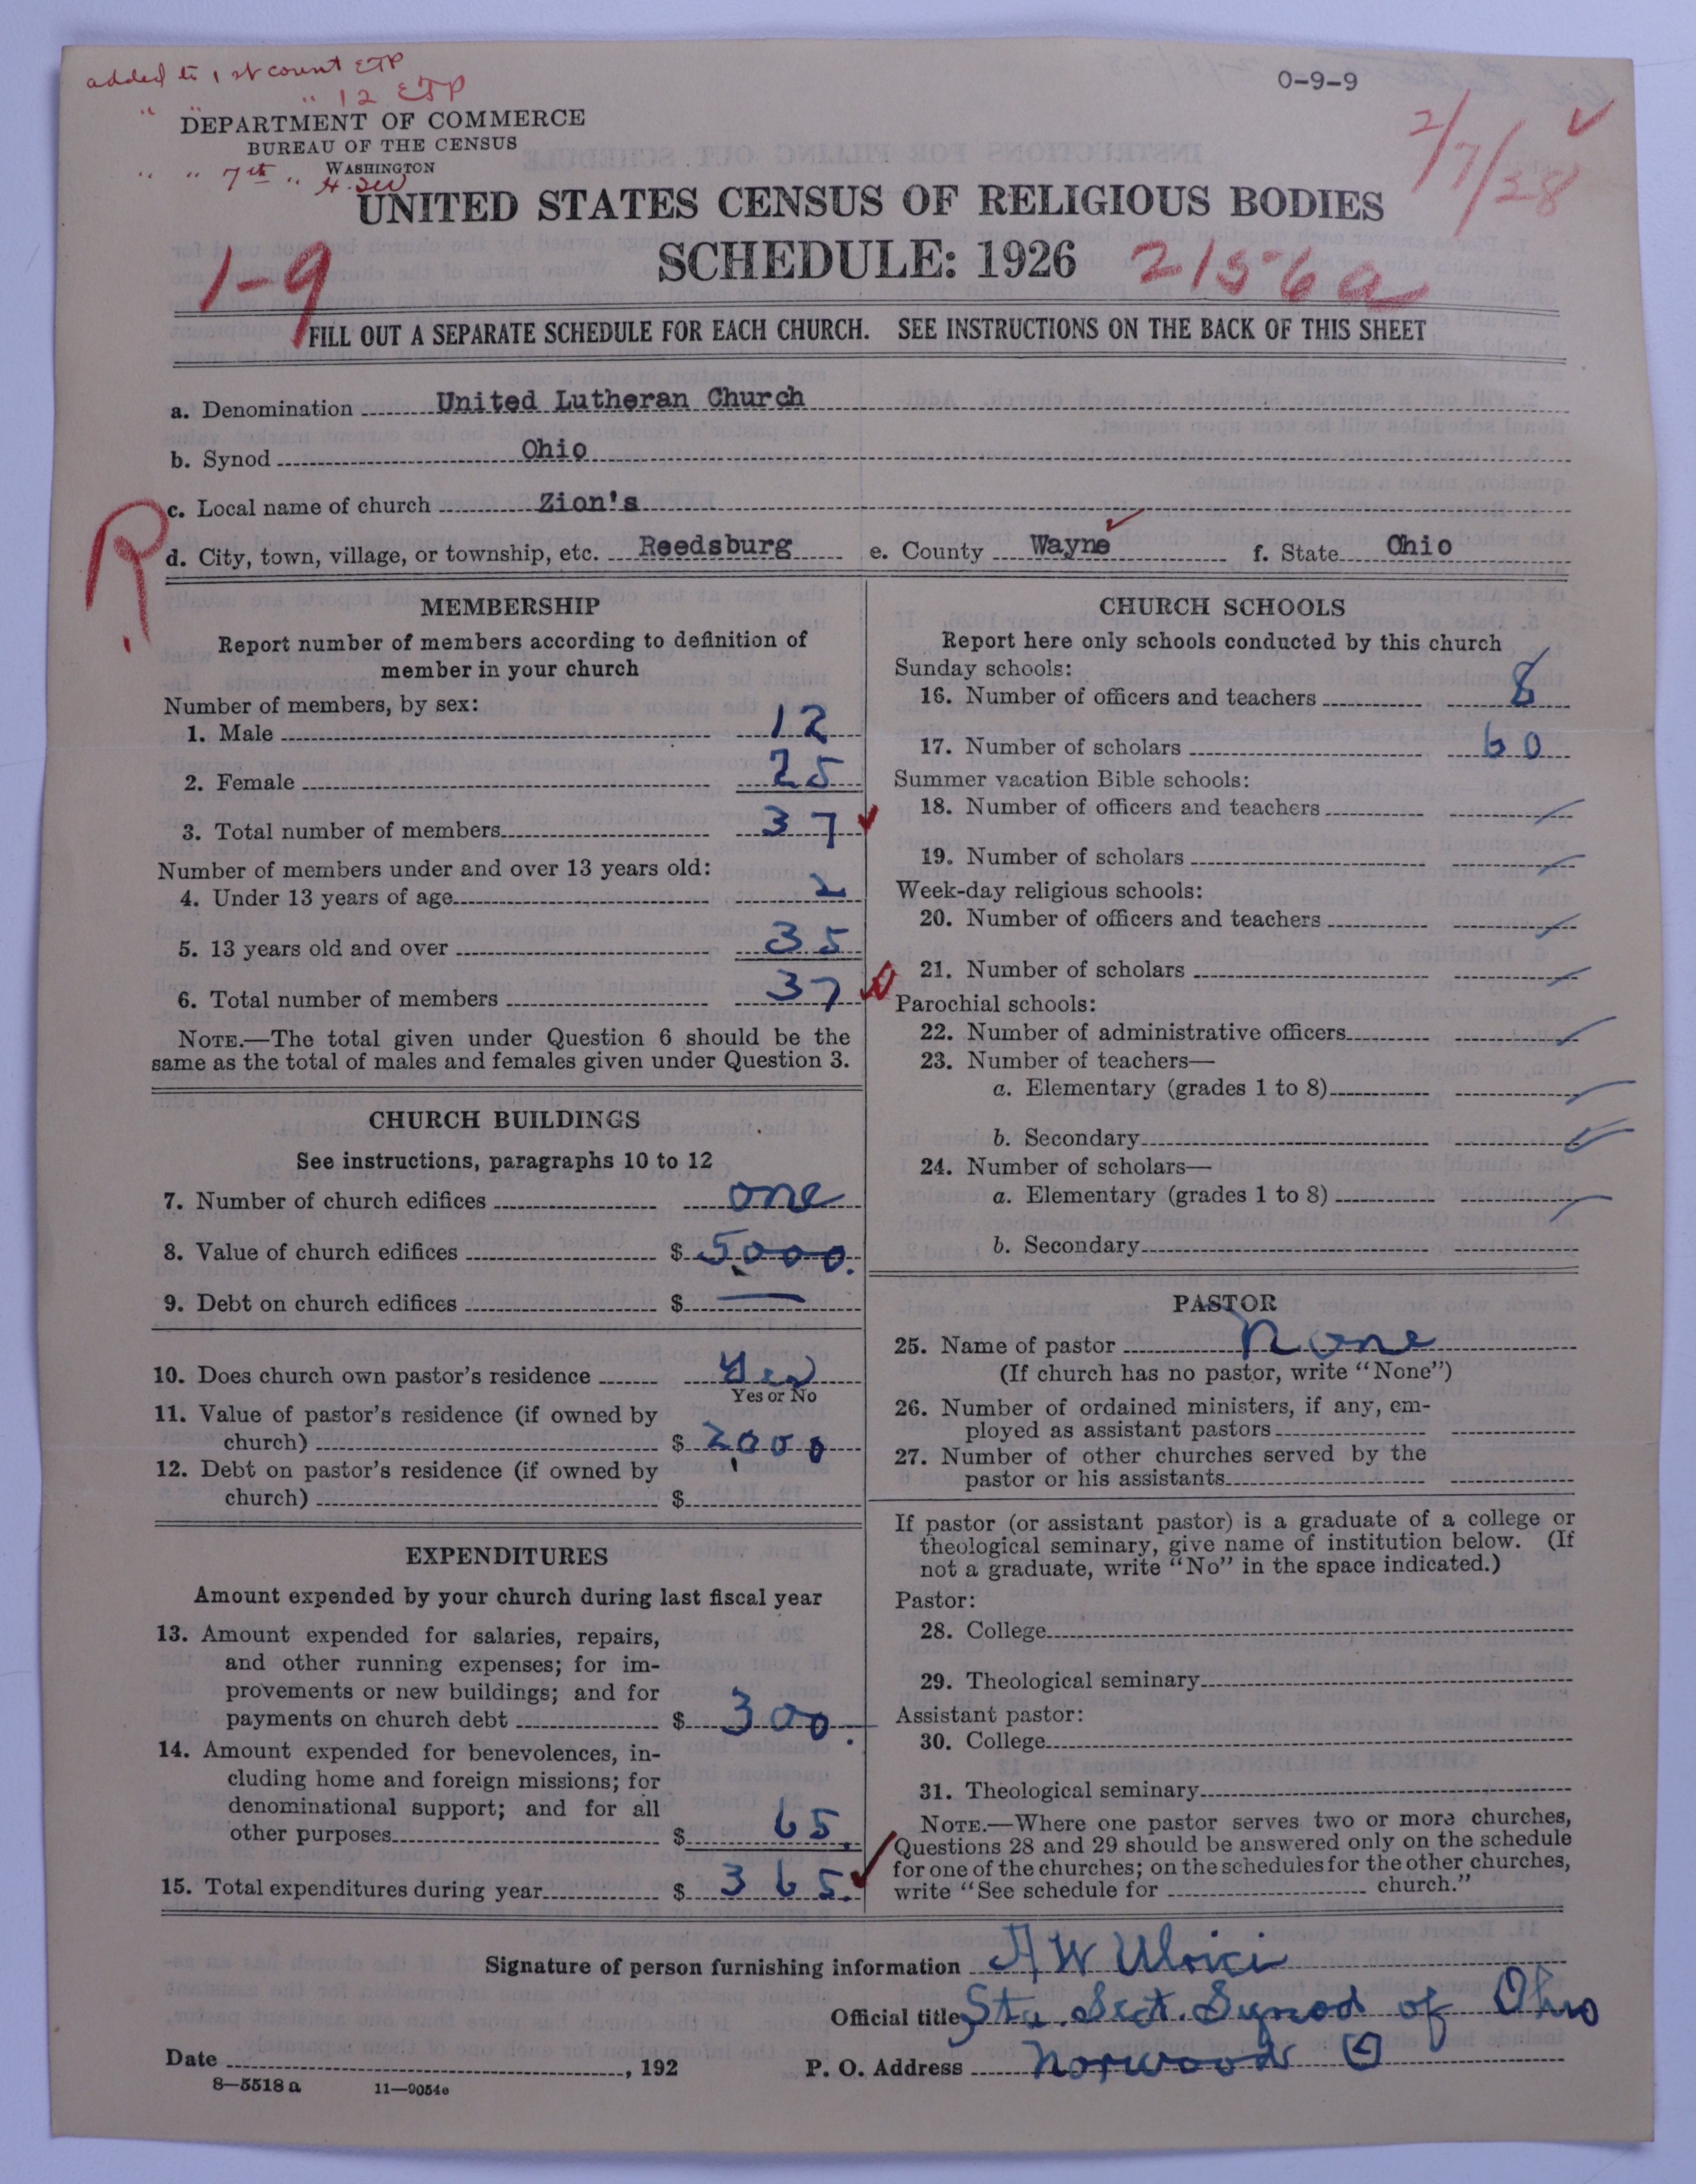 added to 1st count ETP
" " " 12 ETP
0-9-9
DEPARTMENT OF COMMERCE
BUREAU OF THE CENSUS
WASHINGTON
" " 7th "
2/7/28
UNITED STATES CENSUS OF RELIGIOUS BODIES
SCHEDULE: 1926
1-9
2156a
FILL OUT A SEPARATE SCHEDULE FOR EACH CHURCH. SEE INSTRUCTIONS ON THE BACK OF THIS SHEET
a. Denomination United Lutheran Church
b. Synod Ohio
c. Local name of church Zion's
R
d. City, town, village, or township, etc. Reedsburg e. County Wayne f. State Ohio
MEMBERSHIP
Report number of members according to definition of
member in your church
Number of members, by sex:
1. Male 12
2. Female 25
3. Total number of members 37
Number of members under and over 13 years old:
4. Under 13 years of age 2
5. 13 years old and over 35
6. Total number of members 37
NOTE.—The total given under Question 6 should be the
same as the total of males and females given under Question 3.
CHURCH BUILDINGS
See instructions, paragraphs 10 to 12
7. Number of church edifices one
8. Value of church edifices $ 5000.
9. Debt on church edifices $ —
10. Does church own pastor's residence Yes
Yes or No
11. Value of pastor's residence (if owned by
church) $ 2000
12. Debt on pastor's residence (if owned by
church) $
EXPENDITURES
Amount expended by your church during last fiscal year
13. Amount expended for salaries, repairs,
and other running expenses; for im-
provements or new buildings; and for
payments on church debt $ 300.
14. Amount expended for benevolences, in-
cluding home and foreign missions; for
denominational support; and for all
other purposes $ 65.
15. Total expenditures during year $ 365.
CHURCH SCHOOLS
Report here only schools conducted by this church
Sunday schools:
16. Number of officers and teachers 8
17. Number of scholars 60
Summer vacation Bible schools:
18. Number of officers and teachers
19. Number of scholars
Week-day religious schools:
20. Number of officers and teachers
21. Number of scholars
Parochial schools:
22. Number of administrative officers
23. Number of teachers—
a. Elementary (grades 1 to 8)
b. Secondary
24. Number of scholars—
a. Elementary (grades 1 to 8)
b. Secondary
PASTOR
25. Name of pastor None
(If church has no pastor, write "None")
26. Number of ordained ministers, if any, em-
ployed as assistant pastors
27. Number of other churches served by the
pastor or his assistants
If pastor (or assistant pastor) is a graduate of a college or
theological seminary, give name of institution below. (If
not a graduate, write "No" in the space indicated.)
Pastor:
28. College
29. Theological seminary
Assistant pastor:
30. College
31. Theological seminary
NOTE.—Where one pastor serves two or more churches,
Questions 28 and 29 should be answered only on the schedule
for one of the churches; on the schedules for the other churches,
write "See schedule for church."
Signature of person furnishing information A W Ulrici
Official title Sta. Sect. Synod of Ohio
Date , 192 P. O. Address Norwood O
8—5518 a 11—9054e